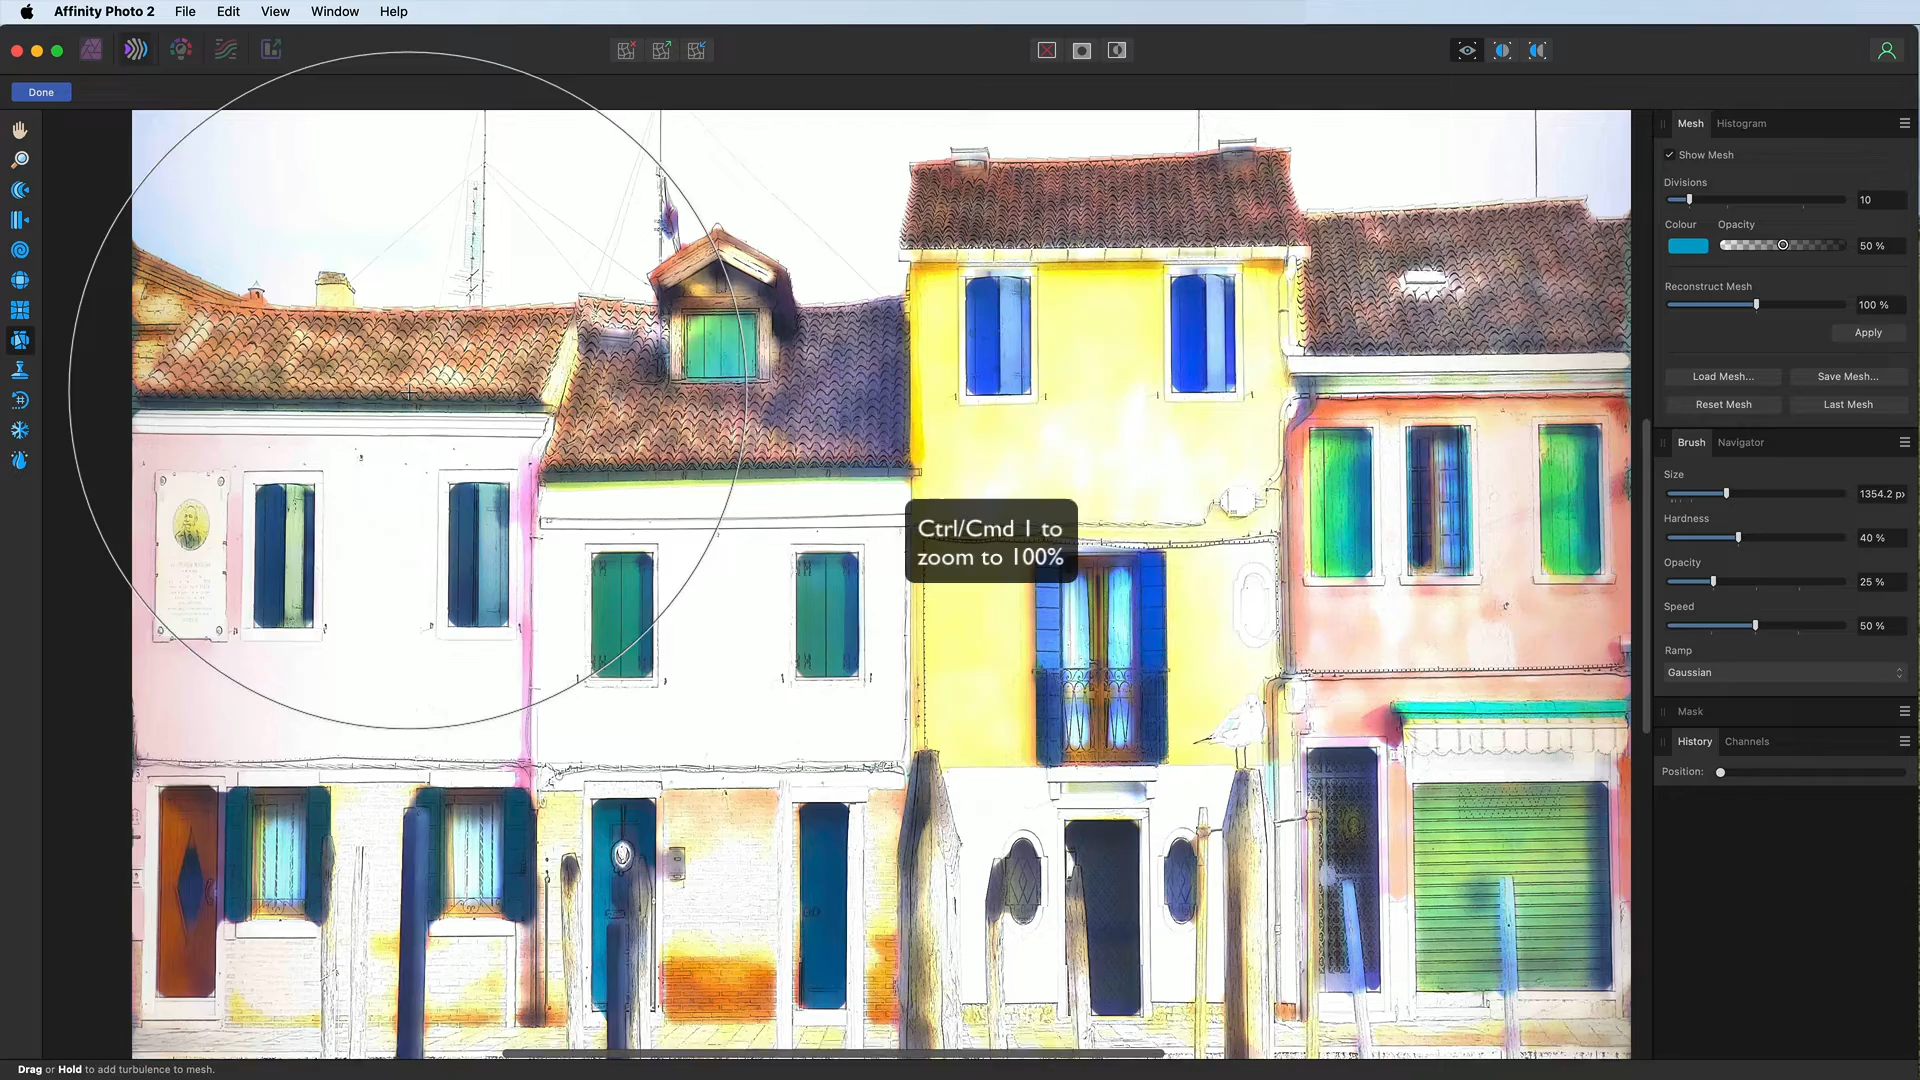 Affinity Photo 2 File Edit View Window Help
Done
Mesh Histogram
Show Mesh
Divisions
10
Colour Opacity
50 %
Reconstruct Mesh
100 %
Apply
Load Mesh... Save Mesh...
Reset Mesh Last Mesh
Brush Navigator
Size
1354.2 px
Hardness
40 %
Opacity
25 %
Speed
50 %
Ramp
Gaussian
Mask
History Channels
Position:
Ctrl/Cmd 1 to
zoom to 100%
Drag or Hold to add turbulence to mesh.